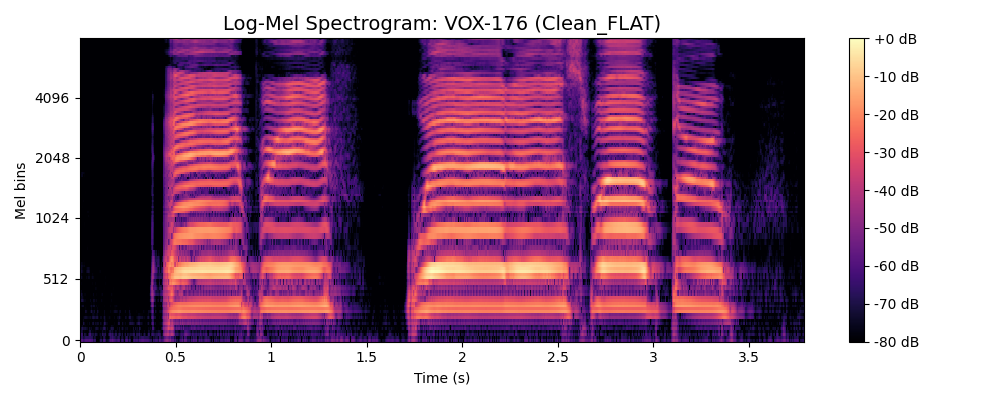 Log-Mel Spectrogram: VOX-176 (Clean_FLAT)
Mel bins
4096
2048
1024
512
0
0
0.5
1
1.5
2
2.5
3
3.5
Time (s)
+0 dB
-10 dB
-20 dB
-30 dB
-40 dB
-50 dB
-60 dB
-70 dB
-80 dB